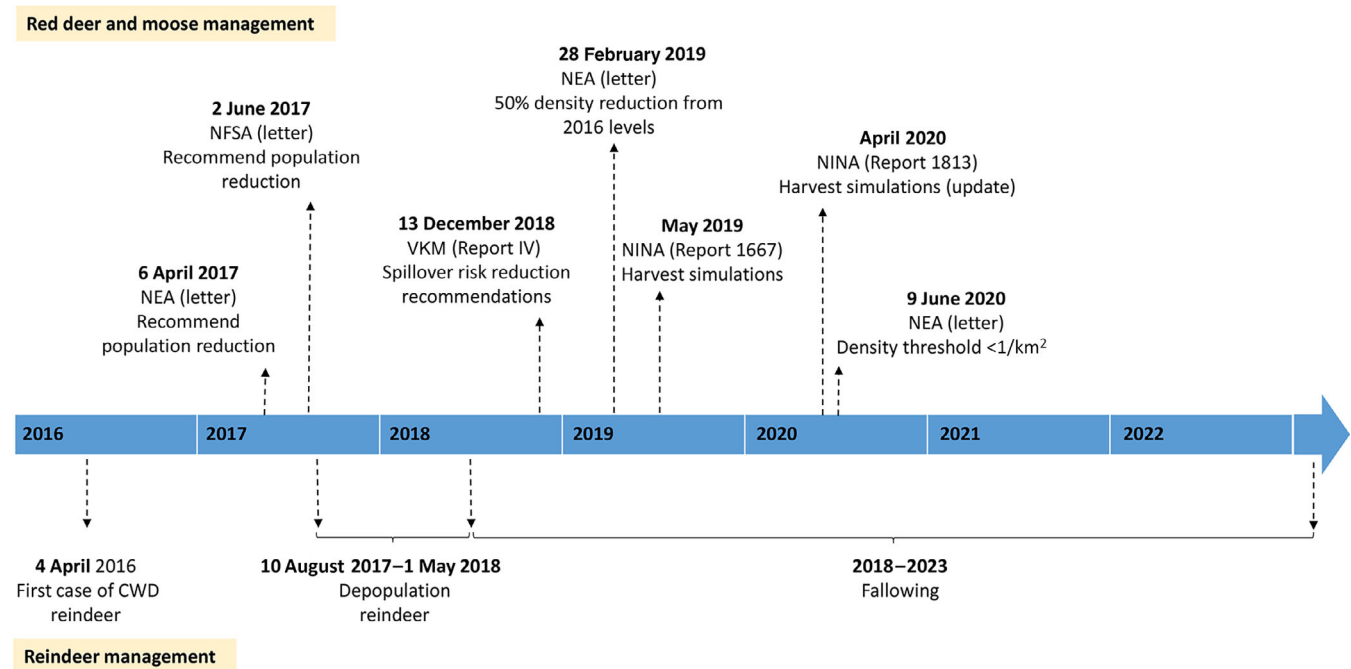 Red deer and moose management
28 February 2019
NEA (letter)
50% density reduction from
2016 levels
2 June 2017
NFSA (letter)
Recommend population
reduction
April 2020
NINA (Report 1813)
Harvest simulations (update)
13 December 2018
VKM (Report IV)
Spillover risk reduction
recommendations
May 2019
NINA (Report 1667)
Harvest simulations
6 April 2017
NEA (letter)
Recommend
population reduction
9 June 2020
NEA (letter)
Density threshold <1/km²
2016 2017 2018 2019 2020 2021 2022
4 April 2016
First case of CWD
reindeer
10 August 2017–1 May 2018
Depopulation
reindeer
2018–2023
Fallowing
Reindeer management